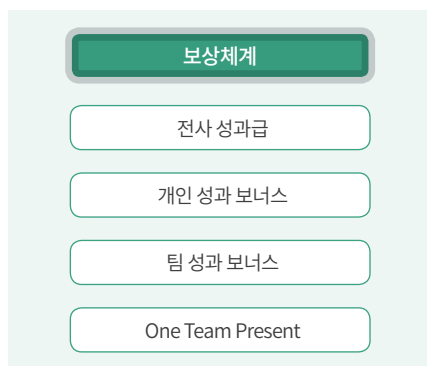 보상체계
전사 성과급
개인 성과 보너스
팀 성과 보너스
One Team Present